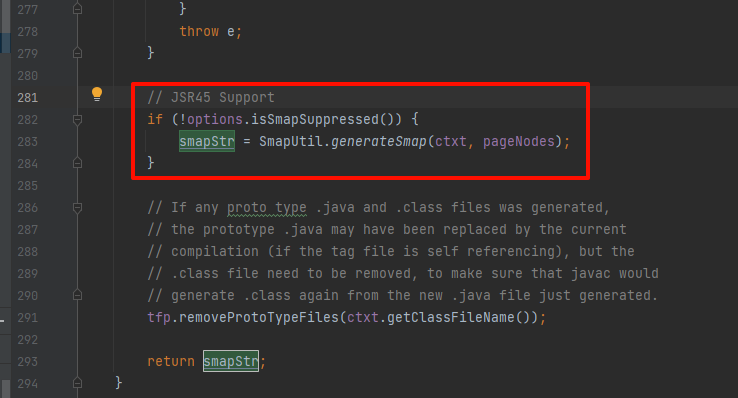 277 }
278 throw e;
279 }
280
281 // JSR45 Support
282 if (!options.isSmapSuppressed()) {
283 smapStr = SmapUtil.generateSmap(ctxt, pageNodes);
284 }
285
286 // If any proto type .java and .class files was generated,
287 // the prototype .java may have been replaced by the current
288 // compilation (if the tag file is self referencing), but the
289 // .class file need to be removed, to make sure that javac would
290 // generate .class again from the new .java file just generated.
291 tfp.removeProtoTypeFiles(ctxt.getClassFileName());
292
293 return smapStr;
294 }